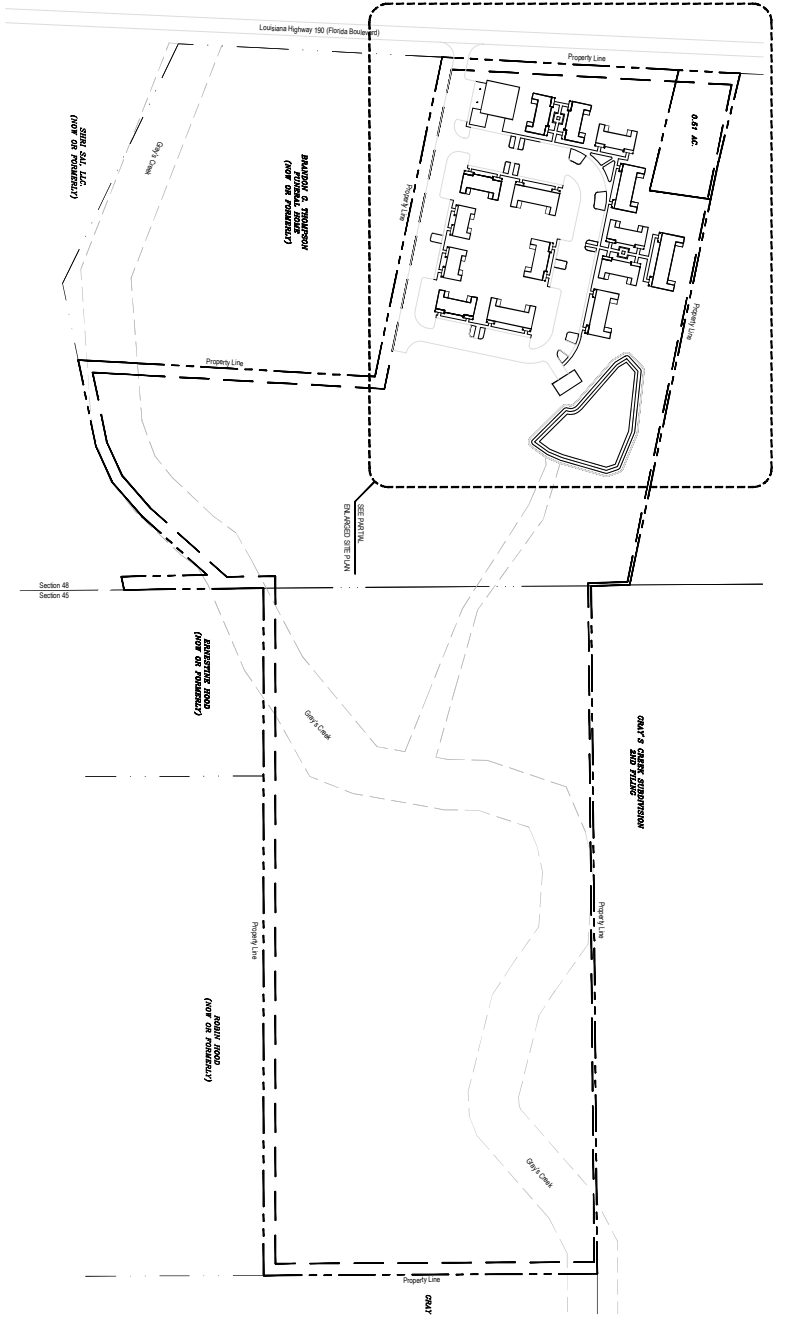 Louisiana Highway 190 (Florida Boulevard)
Property Line
0.51 AC.
SHRI SAI, LLC.
(NOW OR FORMERLY)
Gray's Creek
BRANDON G. THOMPSON
FUNERAL HOME
(NOW OR FORMERLY)
Property Line
Property Line
Property Line
SEE PARTIAL
ENLARGED SITE PLAN
Section 48
Section 45
ERNESTINE HOOD
(NOW OR FORMERLY)
Gray's Creek
GRAY'S CREEK SUBDIVISION
2ND FILING
Property Line
Property Line
ROBIN HOOD
(NOW OR FORMERLY)
Gray's Creek
Property Line
GRAY